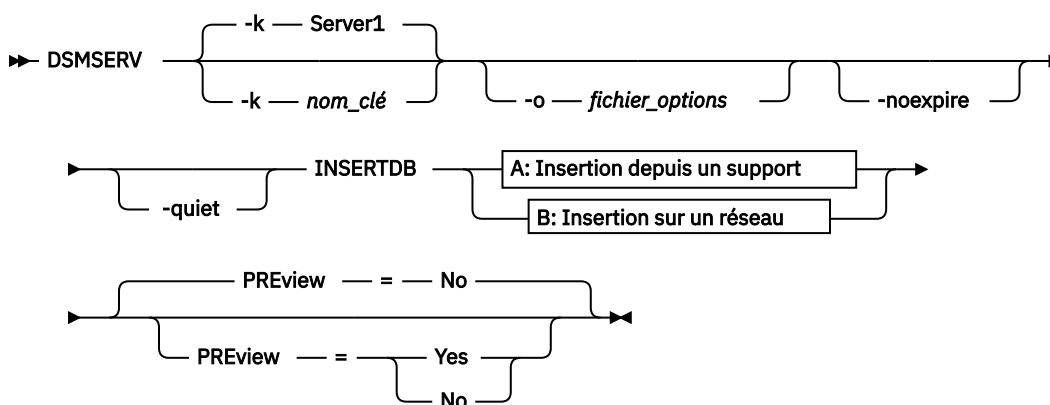 -k — Server1
DSMSERV
-k — nom_clé
-o — fichier_options
-noexpire
-quiet
INSERTDB
A: Insertion depuis un support
B: Insertion sur un réseau
PREview — = — No
PREview — = Yes
No